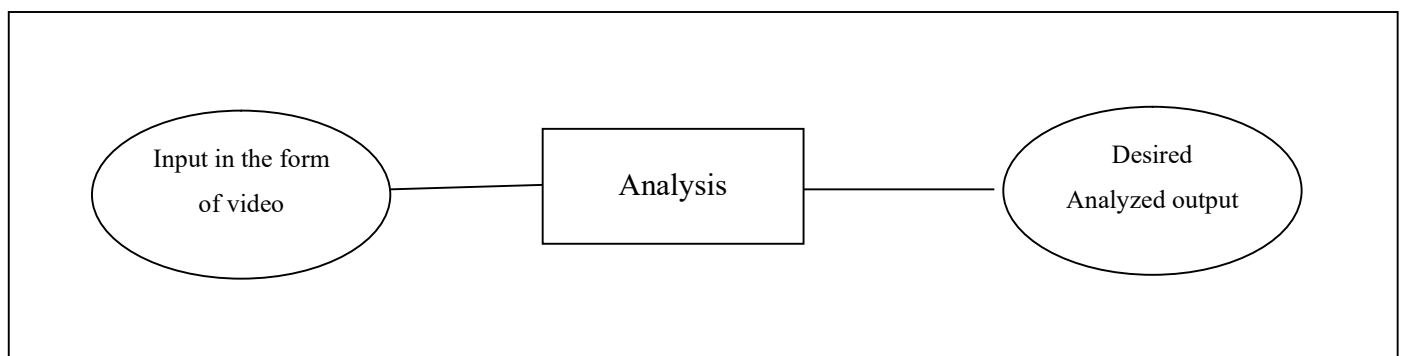 Input in the form
of video
Analysis
Desired
Analyzed output